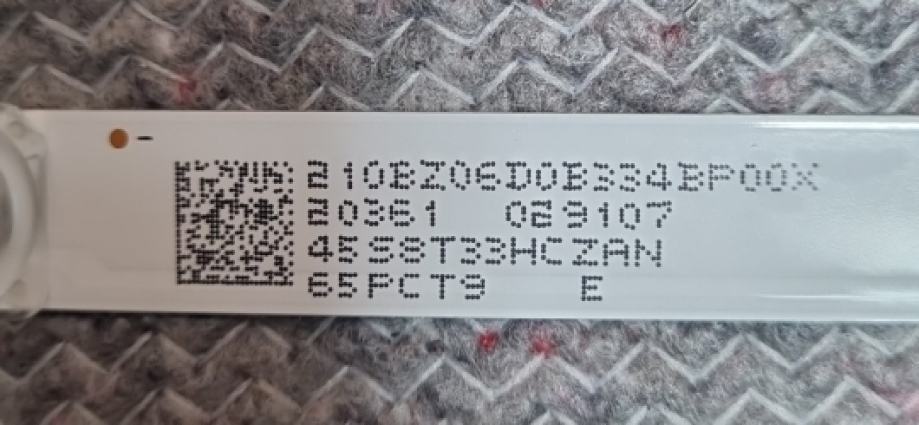 210BZ06D0B334BP00X
20361 029107
45S8T33HCZAN
65PCT9 E